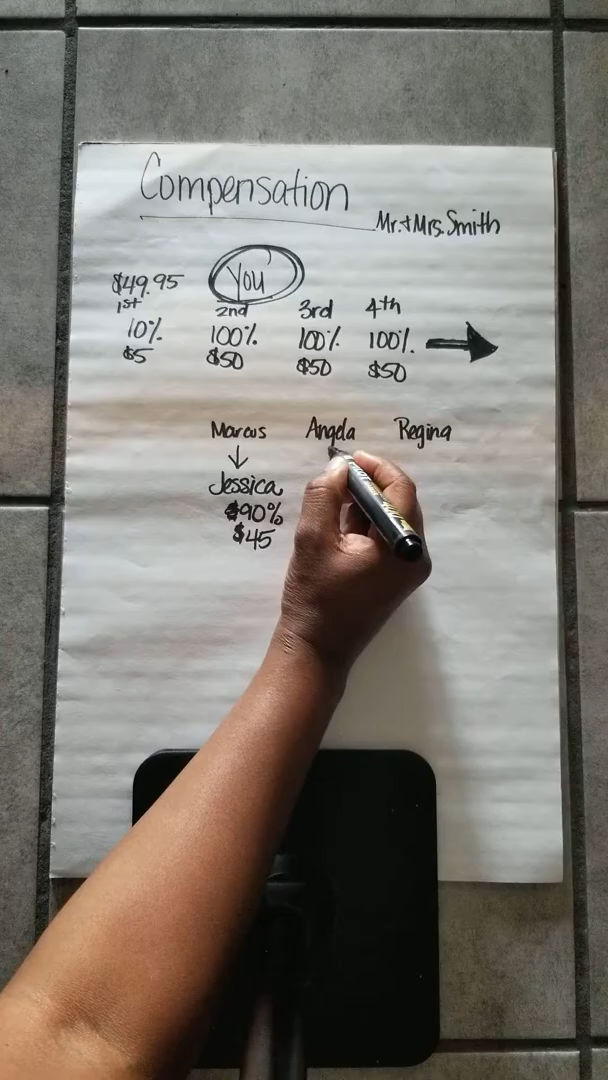 Compensation
Mr.+Mrs. Smith
$49.95 You
1st 2nd 3rd 4th
10% 100% 100% 100%
$5 $50 $50 $50
Marcus Angela Regina
Jessica
$90%
$45